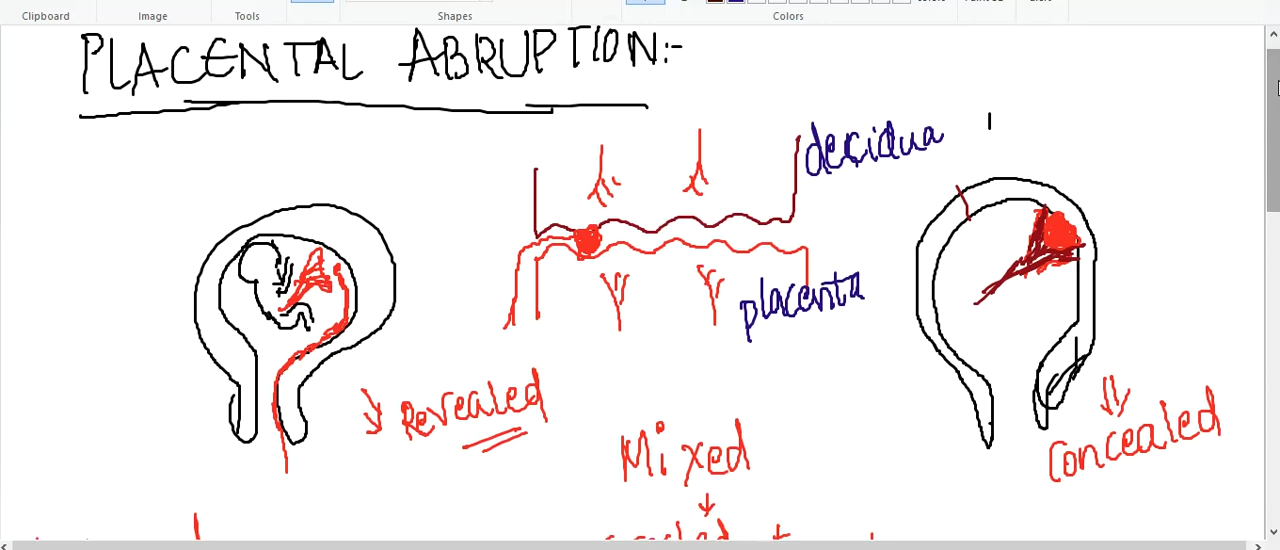 Clipboard
Image
Tools
Shapes
Colors
PLACENTAL ABRUPTION:-
decidua
placenta
Revealed
Mixed
Concealed